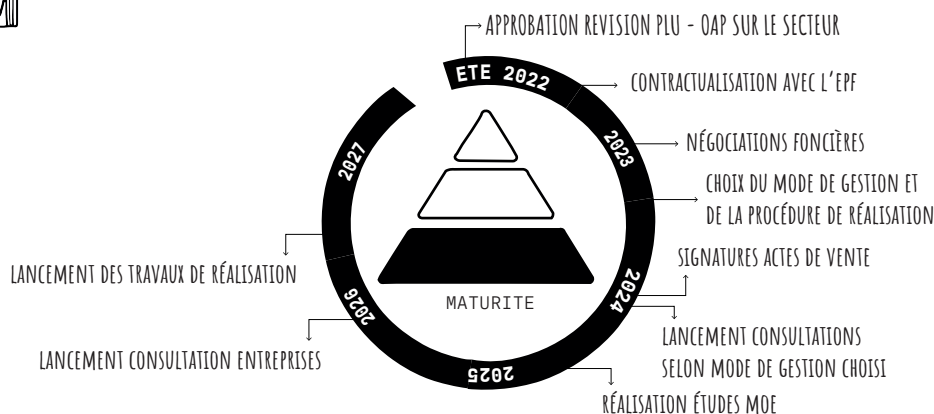 APPROBATION REVISION PLU - OAP SUR LE SECTEUR
ETE 2022
CONTRACTUALISATION AVEC L'EPF
2023
NÉGOCIATIONS FONCIÈRES
CHOIX DU MODE DE GESTION ET
DE LA PROCÉDURE DE RÉALISATION
SIGNATURES ACTES DE VENTE
2024
LANCEMENT CONSULTATIONS
SELON MODE DE GESTION CHOISI
RÉALISATION ÉTUDES MOE
2025
LANCEMENT CONSULTATION ENTREPRISES
2026
LANCEMENT DES TRAVAUX DE RÉALISATION
2027
MATURITE